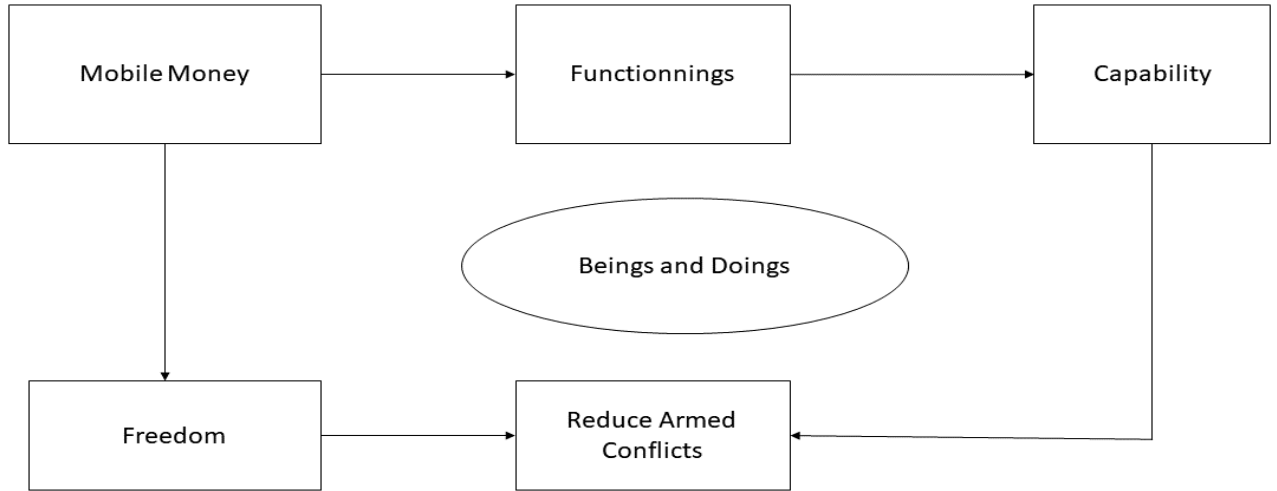 Mobile Money
Functionnings
Capability
Beings and Doings
Freedom
Reduce Armed
Conflicts